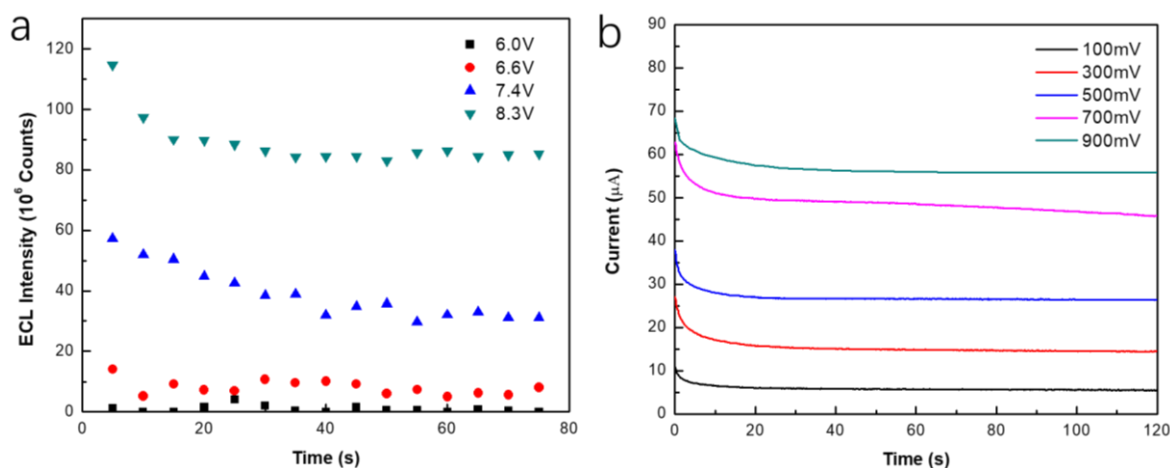 a
120
100
80
60
40
20
0
ECL Intensity (10⁶ Counts)
6.0V
6.6V
7.4V
8.3V
0 20 40 60 80
Time (s)
b
90
80
70
60
50
40
30
20
10
0
Current (μA)
100mV
300mV
500mV
700mV
900mV
0 20 40 60 80 100 120
Time (s)